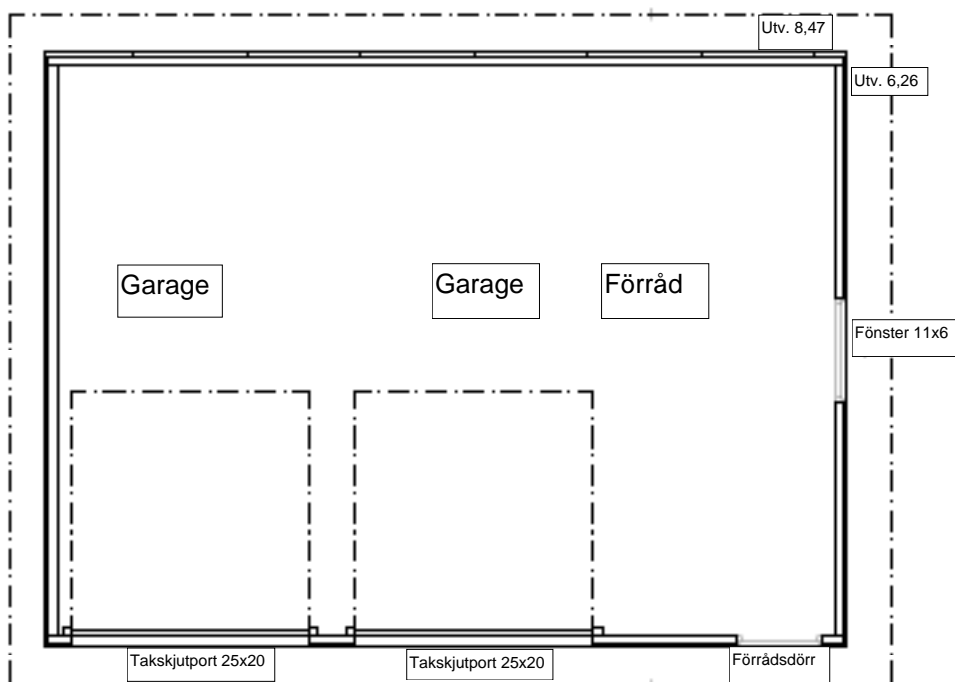 Utv. 8,47
Utv. 6,26
Garage
Garage
Förråd
Fönster 11x6
Takskjutport 25x20
Takskjutport 25x20
Förrådsdörr